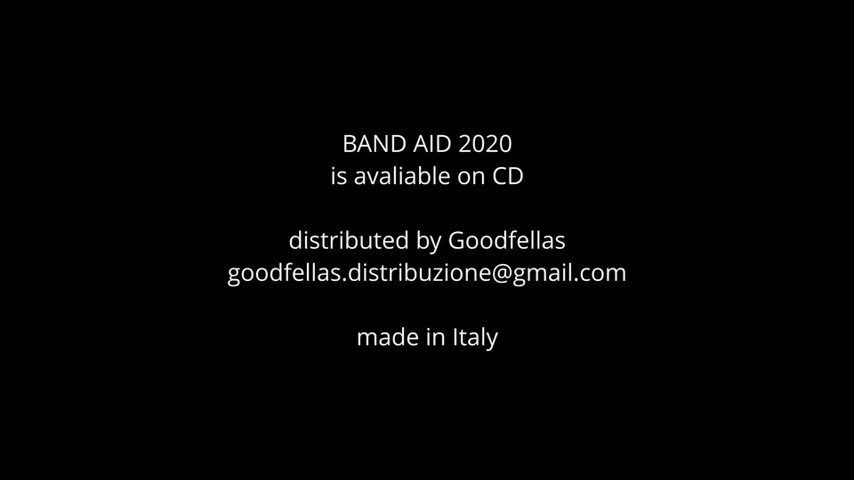 BAND AID 2020
is avaliable on CD
distributed by Goodfellas
goodfellas.distribuzione@gmail.com
made in Italy